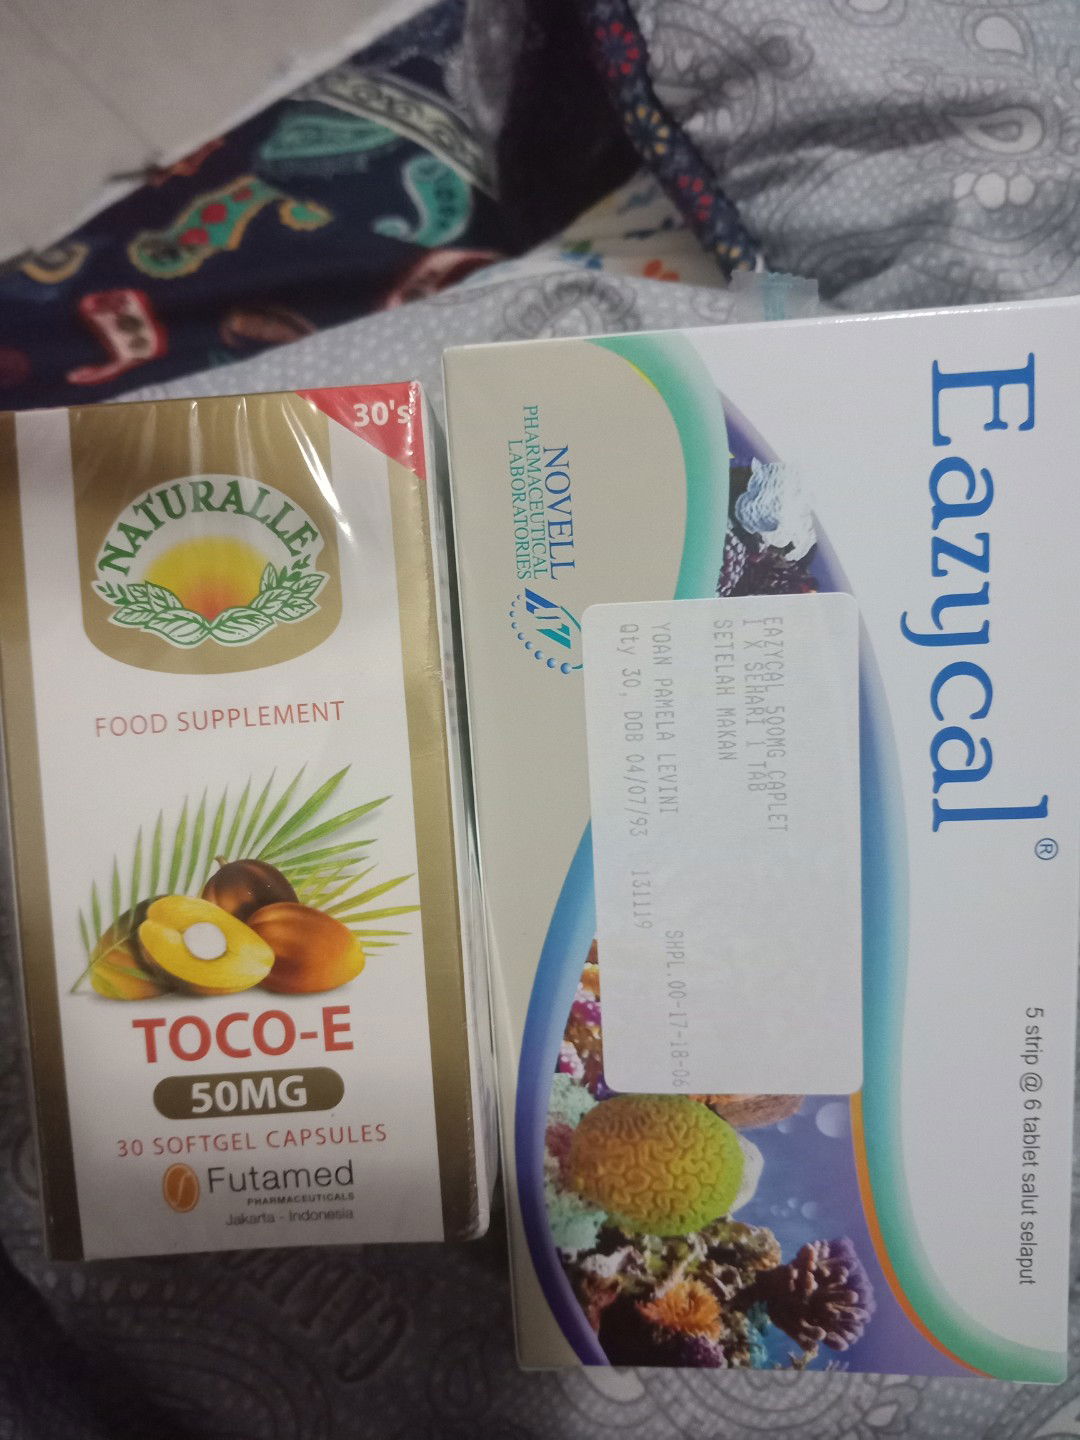 30's
NATURALLE
FOOD SUPPLEMENT
TOCO-E
50MG
30 SOFTGEL CAPSULES
Futamed
PHARMACEUTICALS
Jakarta - Indonesia
Eazycal®
5 strip @ 6 tablet salut selaput
EAZYCAL 500MG CAPLET
1 X SEHARI 1 TAB
SETELAH MAKAN
YOAN PAMELA LEVINI SHPL.00-17-18-06
Qty 30, DOB 04/07/93 131119
NOVELL
PHARMACEUTICAL
LABORATORIES